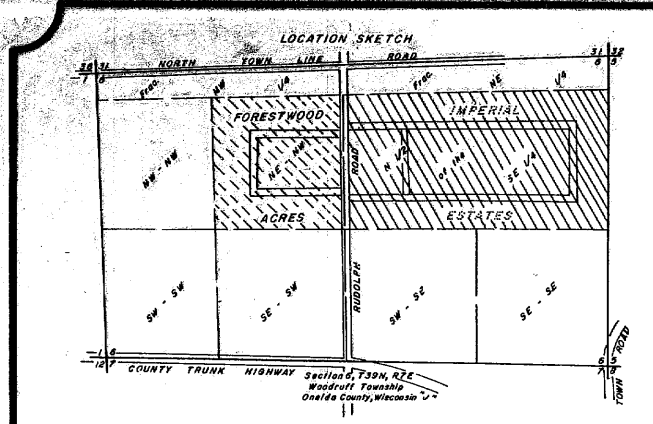 LOCATION SKETCH
36 31
31 32
1 6
NORTH TOWN LINE ROAD
6 5
Frac. NW 1/4
Frac. NE 1/4
FORESTWOOD
IMPERIAL
NW - NW
NE - NW
ROAD
N 1/2 of the SE 1/4
ACRES
ESTATES
SW - SW
SE - SW
RUDOLPH
SW - SE
SE - SE
1 6
12 7
6 5
7 8
TOWN ROAD
COUNTY TRUNK HIGHWAY "J"
Section 6, T39N, R7E
Woodruff Township
Oneida County, Wisconsin